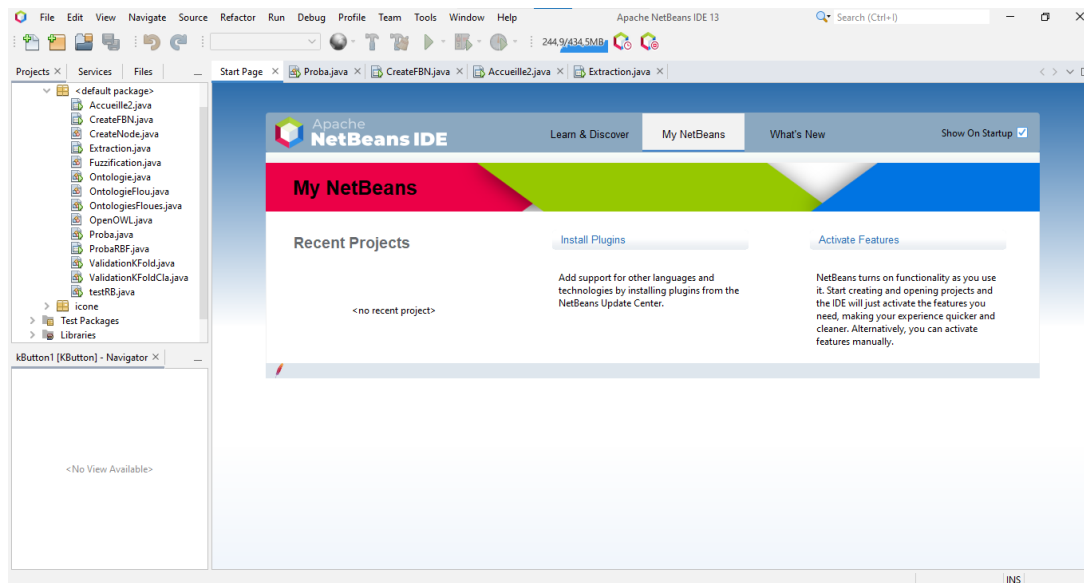 File Edit View Navigate Source Refactor Run Debug Profile Team Tools Window Help Apache NetBeans IDE 13 Search (Ctrl+I)
244,9/434,5MB
Projects Services Files
Start Page Proba.java CreateFBN.java Accueille2.java Extraction.java
<default package>
Accueille2.java
CreateFBN.java
CreateNode.java
Extraction.java
Fuzzification.java
Ontologie.java
OntologieFlou.java
OntologiesFloues.java
OpenOWL.java
Proba.java
ProbaRBF.java
ValidationKFold.java
ValidationKFoldCla.java
testRB.java
icone
Test Packages
Libraries
kButton1 [KButton] - Navigator
<No View Available>
Apache
NetBeans IDE
Learn & Discover My NetBeans What's New Show On Startup
My NetBeans
Recent Projects
<no recent project>
Install Plugins
Add support for other languages and
technologies by installing plugins from the
NetBeans Update Center.
Activate Features
NetBeans turns on functionality as you use
it. Start creating and opening projects and
the IDE will just activate the features you
need, making your experience quicker and
cleaner. Alternatively, you can activate
features manually.
INS